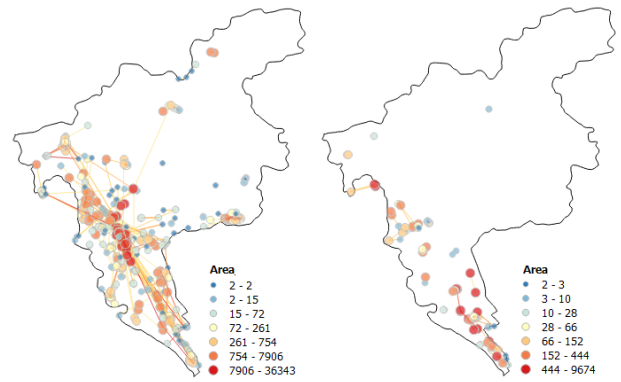 Area
2 - 2
2 - 15
15 - 72
72 - 261
261 - 754
754 - 7906
7906 - 36343
Area
2 - 3
3 - 10
10 - 28
28 - 66
66 - 152
152 - 444
444 - 9674